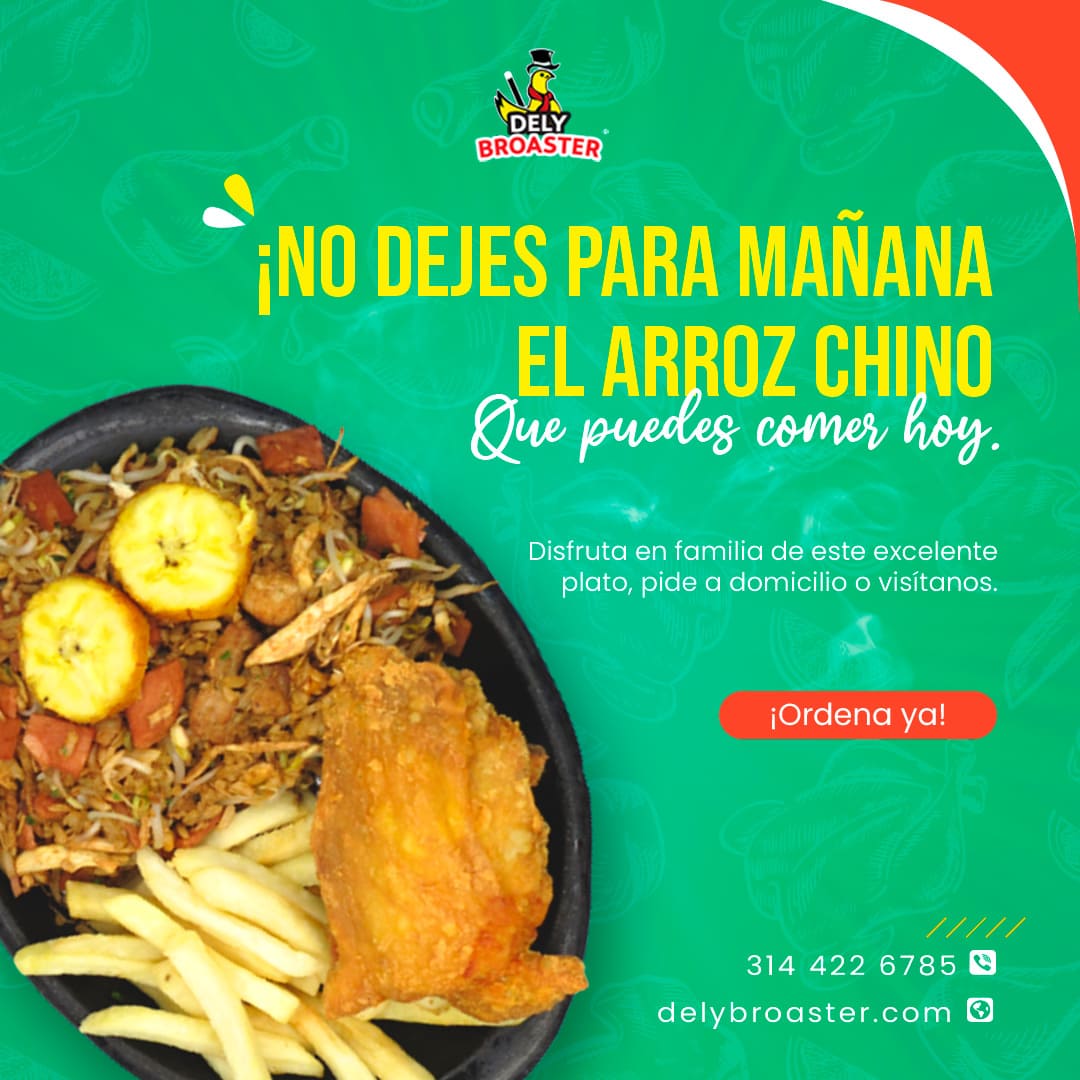 DELY
BROASTER
¡NO DEJES PARA MAÑANA
EL ARROZ CHINO
Que puedes comer hoy.
Disfruta en familia de este excelente
plato, pide a domicilio o visítanos.
¡Ordena ya!
314 422 6785
delybroaster.com